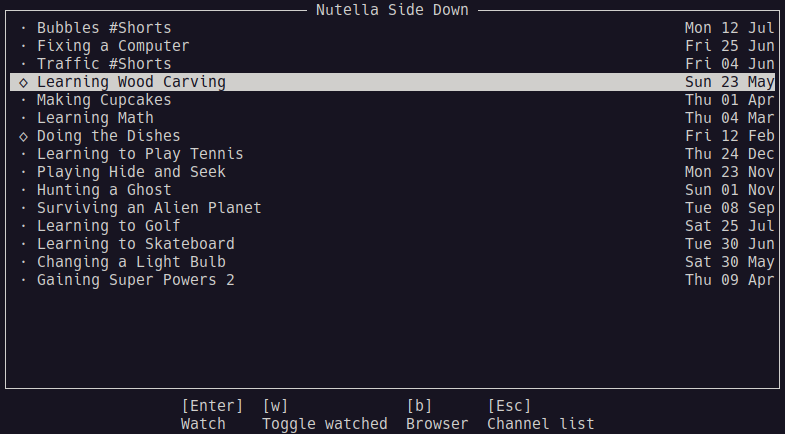 Nutella Side Down
· Bubbles #Shorts Mon 12 Jul
· Fixing a Computer Fri 25 Jun
· Traffic #Shorts Fri 04 Jun
◇ Learning Wood Carving Sun 23 May
· Making Cupcakes Thu 01 Apr
· Learning Math Thu 04 Mar
◇ Doing the Dishes Fri 12 Feb
· Learning to Play Tennis Thu 24 Dec
· Playing Hide and Seek Mon 23 Nov
· Hunting a Ghost Sun 01 Nov
· Surviving an Alien Planet Tue 08 Sep
· Learning to Golf Sat 25 Jul
· Learning to Skateboard Tue 30 Jun
· Changing a Light Bulb Sat 30 May
· Gaining Super Powers 2 Thu 09 Apr
[Enter] [w] [b] [Esc]
Watch Toggle watched Browser Channel list